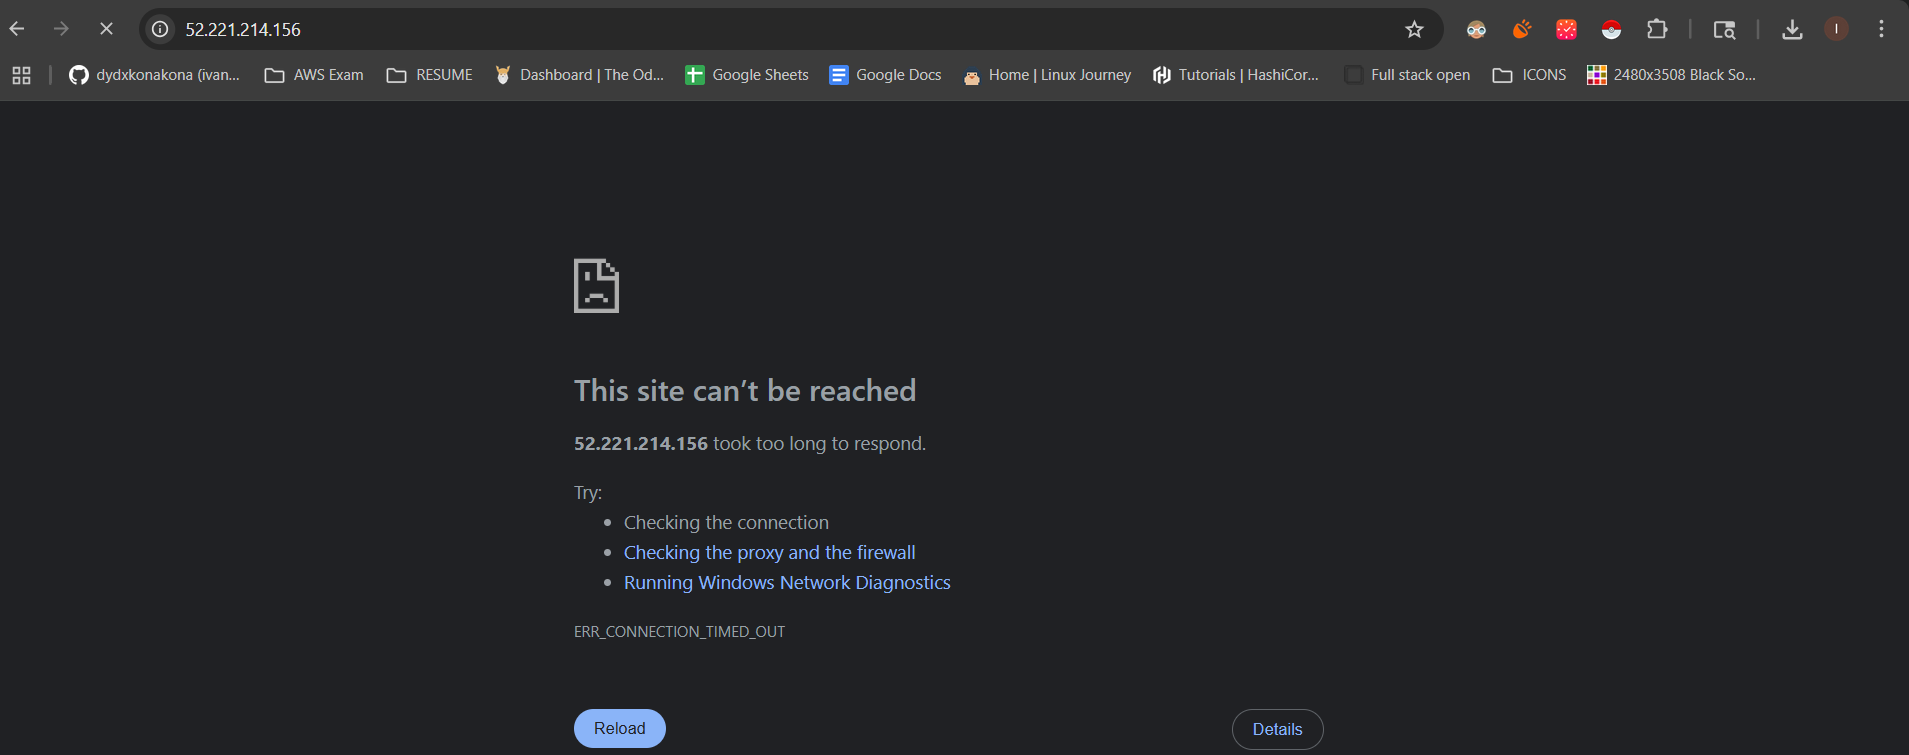 52.221.214.156
I
dydxkonakona (ivan... AWS Exam RESUME Dashboard | The Od... Google Sheets Google Docs Home | Linux Journey Tutorials | HashiCor... Full stack open ICONS 2480x3508 Black So...
This site can’t be reached
52.221.214.156 took too long to respond.
Try:
Checking the connection
Checking the proxy and the firewall
Running Windows Network Diagnostics
ERR_CONNECTION_TIMED_OUT
Reload Details